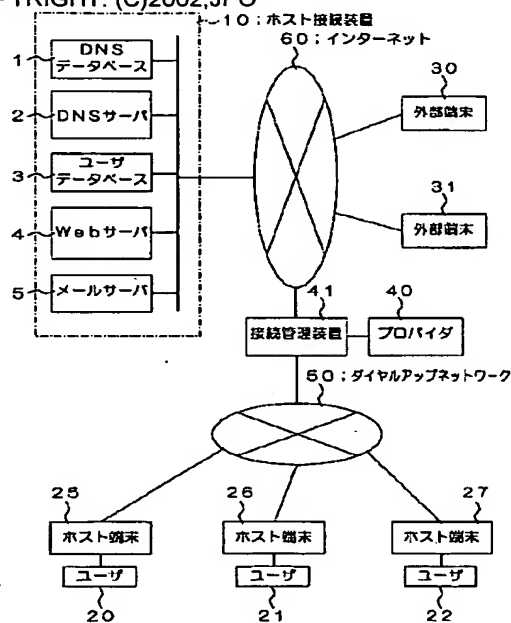 TRIGHT: (C)2002,JPO
10;ホスト接続装置
60;インターネット
1
DNS
データベース
2
DNSサーバ
3
ユーザ
データベース
4
Webサーバ
5
メールサーバ
30
外部端末
31
外部端末
41
接続管理装置
40
プロバイダ
50;ダイヤルアップネットワーク
25
ホスト端末
26
ホスト端末
27
ホスト端末
ユーザ
ユーザ
ユーザ
20
21
22